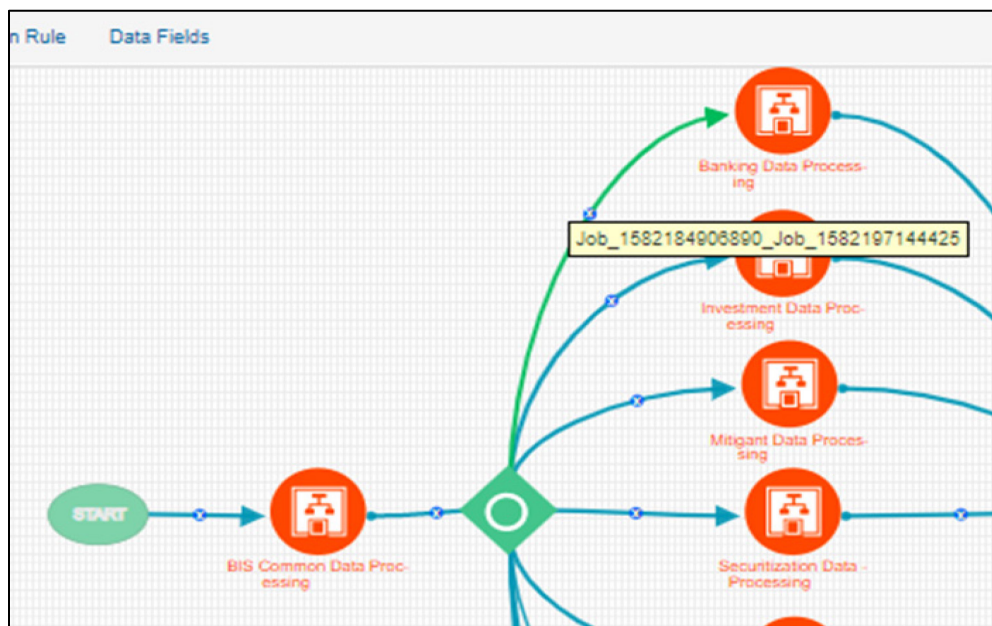 n Rule Data Fields
Banking Data Process-
ing
Job_1582184906890_Job_1582197144425
Investment Data Proc-
essing
Mitigant Data Proces-
sing
START
BIS Common Data Proc-
essing
Securitization Data -
Processing